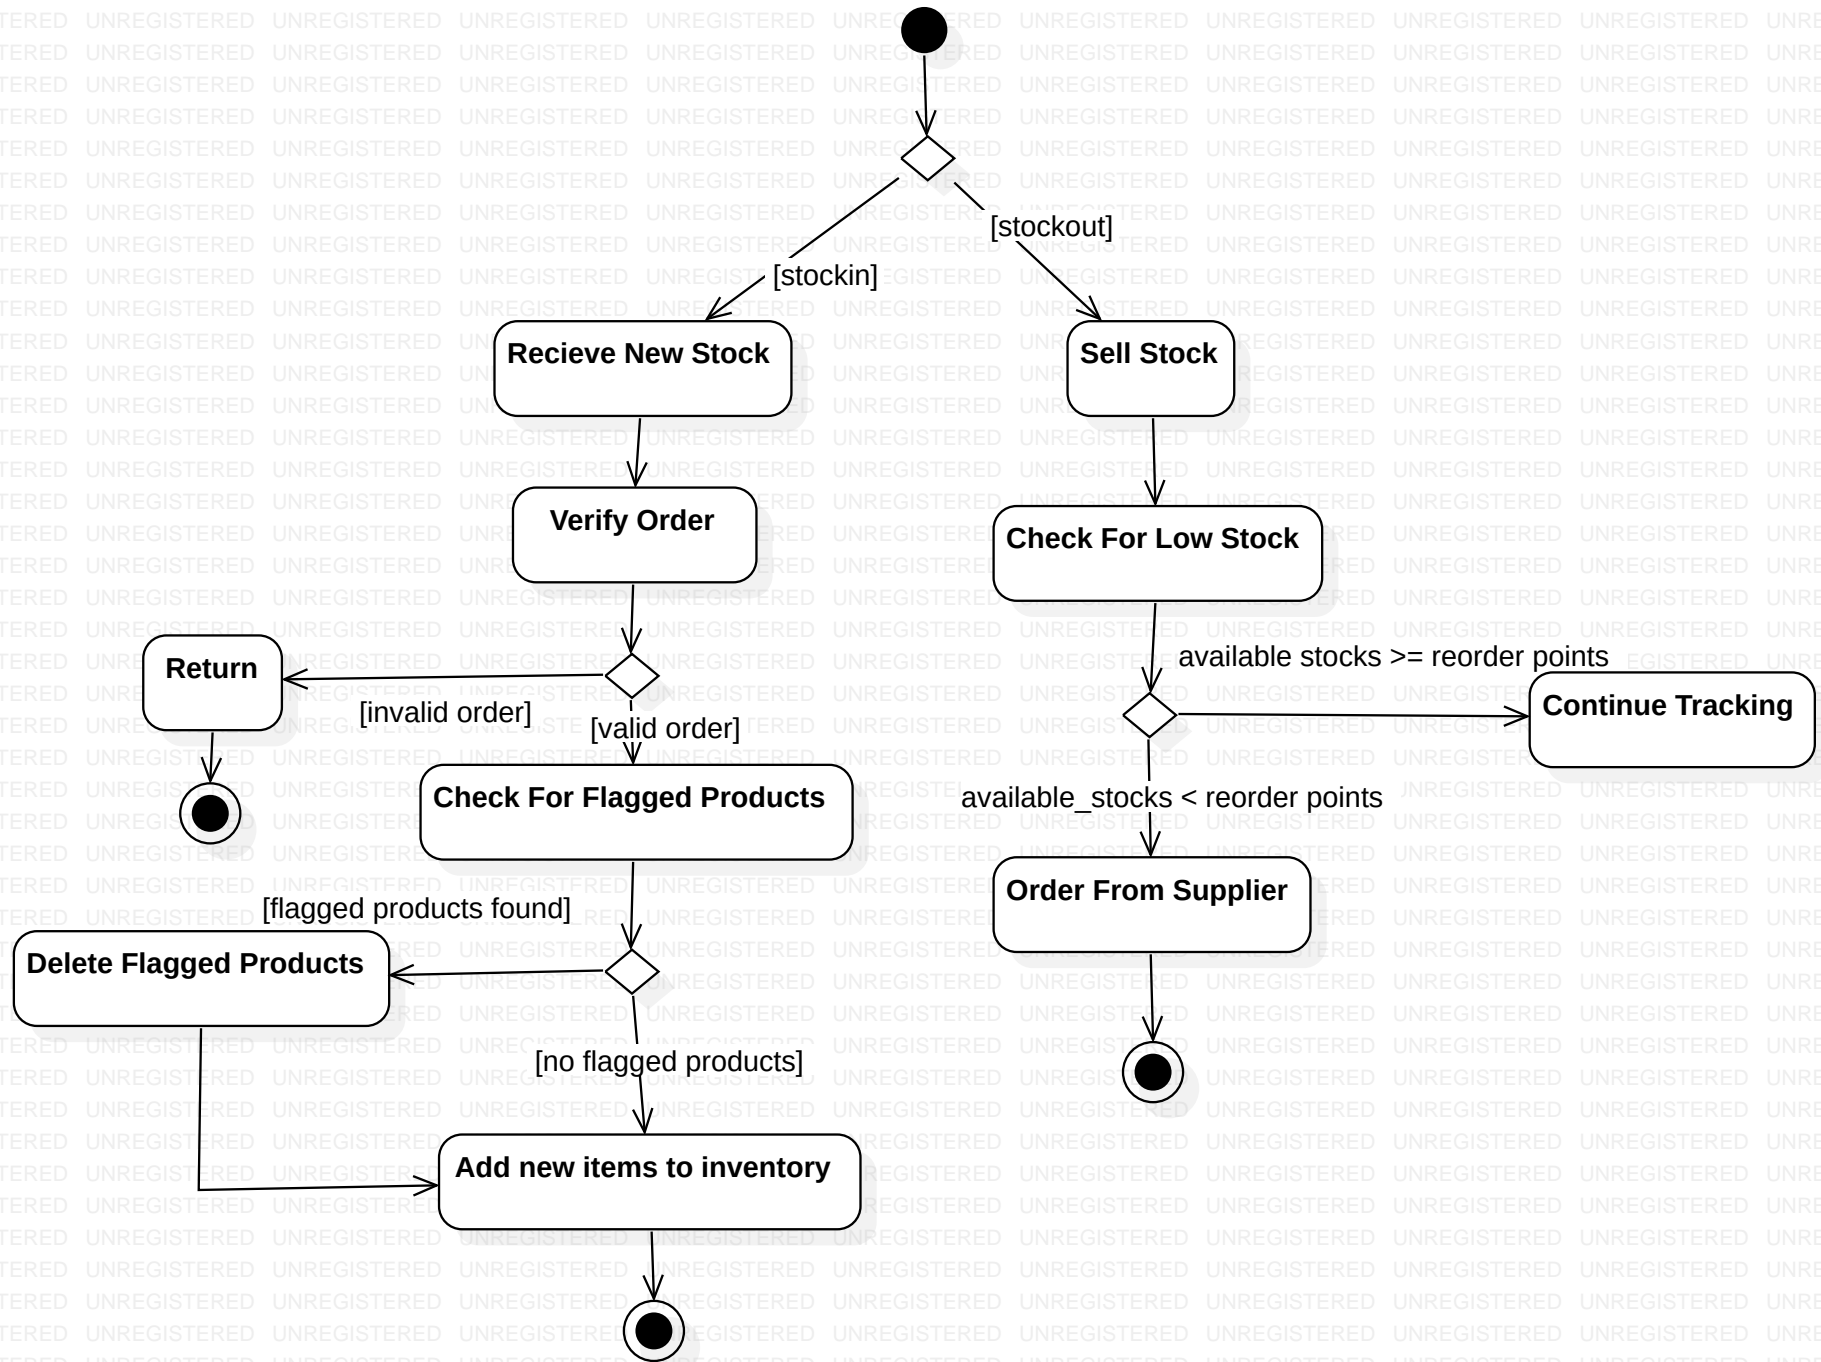 [stockout]
[stockin]
Recieve New Stock
Sell Stock
Verify Order
Check For Low Stock
available stocks >= reorder points
Return
Continue Tracking
[invalid order]
[valid order]
Check For Flagged Products
available_stocks < reorder points
Order From Supplier
[flagged products found]
Delete Flagged Products
[no flagged products]
Add new items to inventory
UNREGISTERED